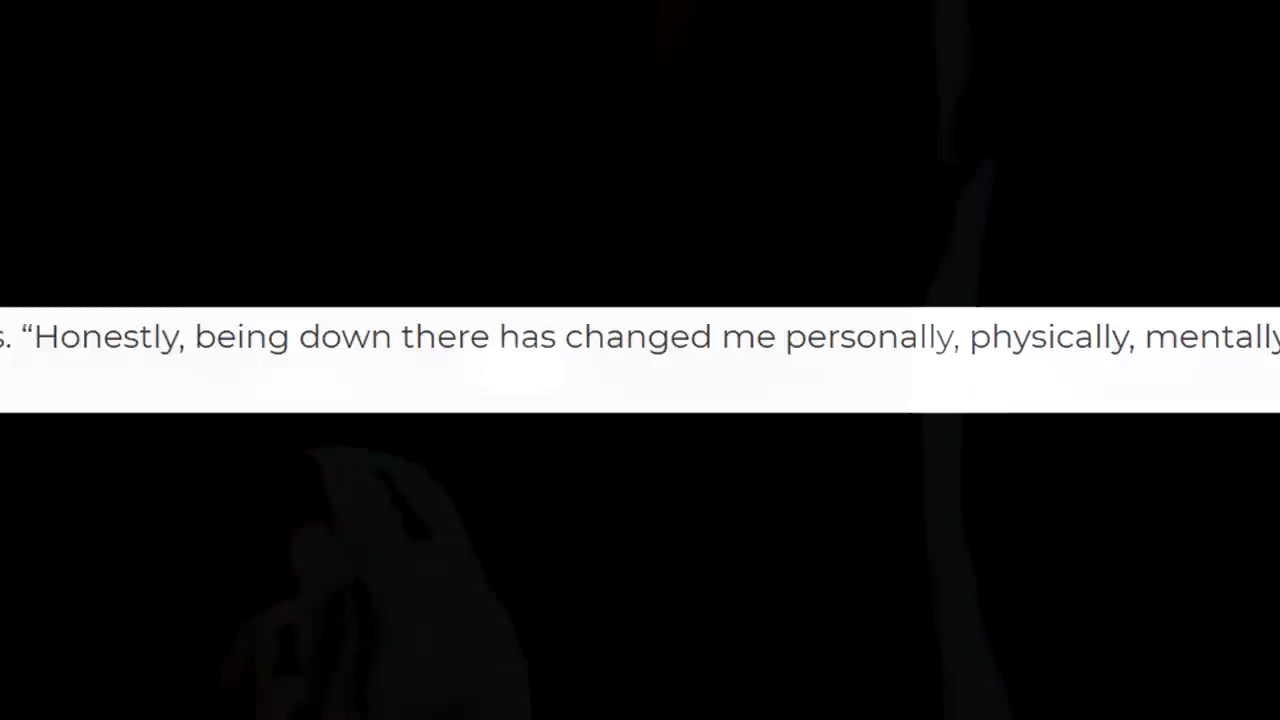 s. “Honestly, being down there has changed me personally, physically, mentally